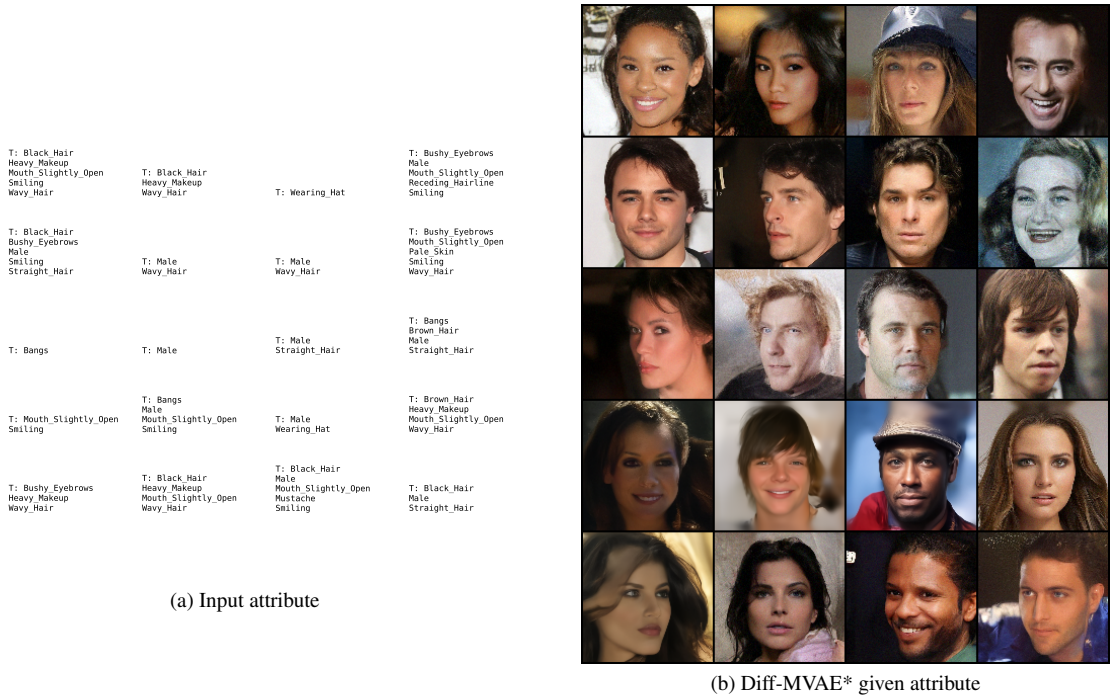 T: Black_Hair
Heavy_Makeup
Mouth_Slightly_Open
Smiling
Wavy_Hair
T: Black_Hair
Heavy_Makeup
Wavy_Hair
T: Wearing_Hat
T: Bushy_Eyebrows
Male
Mouth_Slightly_Open
Receding_Hairline
Smiling
T: Black_Hair
Bushy_Eyebrows
Male
Smiling
Straight_Hair
T: Male
Wavy_Hair
T: Male
Wavy_Hair
T: Bushy_Eyebrows
Mouth_Slightly_Open
Pale_Skin
Smiling
Wavy_Hair
T: Bangs
T: Male
T: Male
Straight_Hair
T: Bangs
Brown_Hair
Male
Straight_Hair
T: Mouth_Slightly_Open
Smiling
T: Bangs
Male
Mouth_Slightly_Open
Smiling
T: Male
Wearing_Hat
T: Brown_Hair
Heavy_Makeup
Mouth_Slightly_Open
Wavy_Hair
T: Bushy_Eyebrows
Heavy_Makeup
Wavy_Hair
T: Black_Hair
Heavy_Makeup
Mouth_Slightly_Open
Wavy_Hair
T: Black_Hair
Male
Mouth_Slightly_Open
Mustache
Smiling
T: Black_Hair
Male
Straight_Hair
(a) Input attribute
(b) Diff-MVAE* given attribute